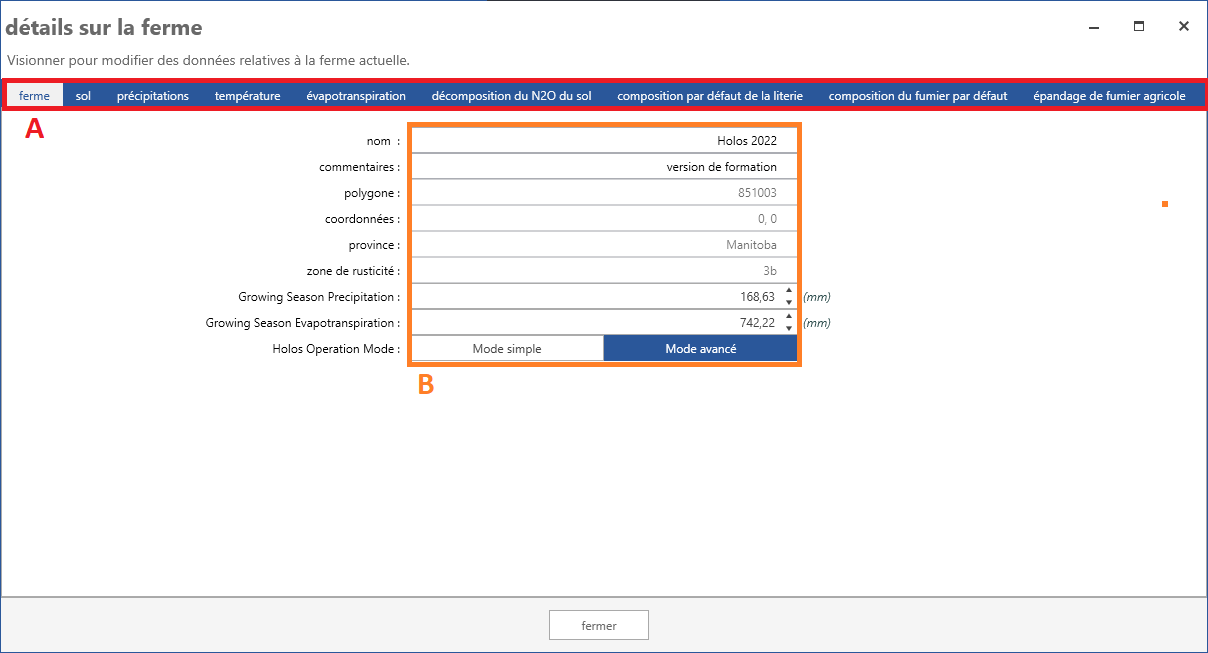 détails sur la ferme
Visionner pour modifier des données relatives à la ferme actuelle.
ferme sol précipitations température évapotranspiration décomposition du N2O du sol composition par défaut de la literie composition du fumier par défaut épandage de fumier agricole
A
nom : Holos 2022
commentaires : version de formation
polygone : 851003
coordonnées : 0, 0
province : Manitoba
zone de rusticité : 3b
Growing Season Precipitation : 168,63 (mm)
Growing Season Evapotranspiration : 742,22 (mm)
Holos Operation Mode : Mode simple Mode avancé
B
fermer